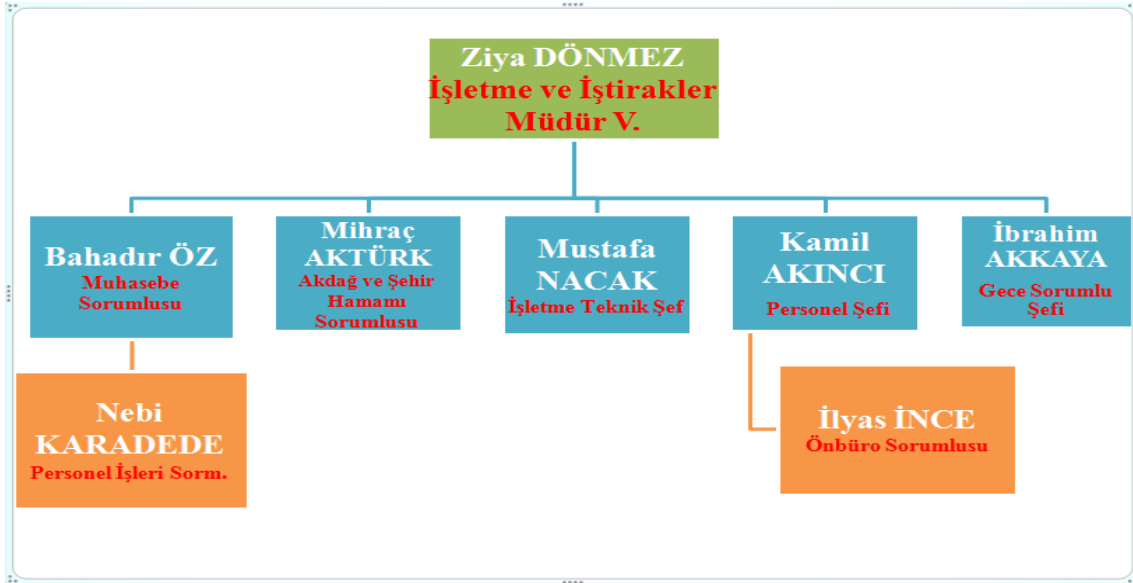 Ziya DÖNMEZ
İşletme ve İştirakler
Müdür V.
Bahadır ÖZ
Muhasebe
Sorumlusu
Mihraç
AKTÜRK
Akdağ ve Şehir
Hamamı
Sorumlusu
Mustafa
NACAK
İşletme Teknik Şef
Kamil
AKINCI
Personel Şefi
İbrahim
AKKAYA
Gece Sorumlu
Şefi
Nebi
KARADEDE
Personel İşleri Sorm.
İlyas İNCE
Önbüro Sorumlusu